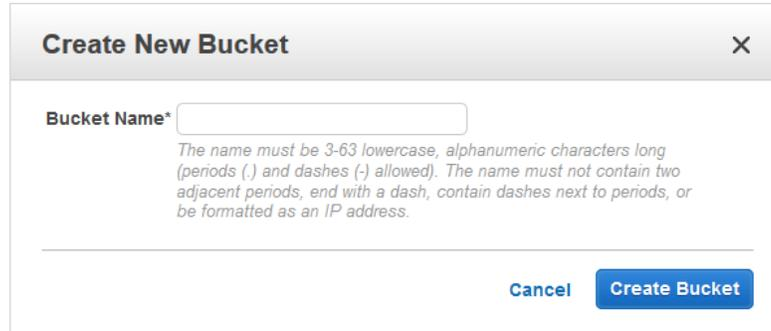 Create New Bucket
Bucket Name*
The name must be 3-63 lowercase, alphanumeric characters long
(periods (.) and dashes (-) allowed). The name must not contain two
adjacent periods, end with a dash, contain dashes next to periods, or
be formatted as an IP address.
Cancel Create Bucket